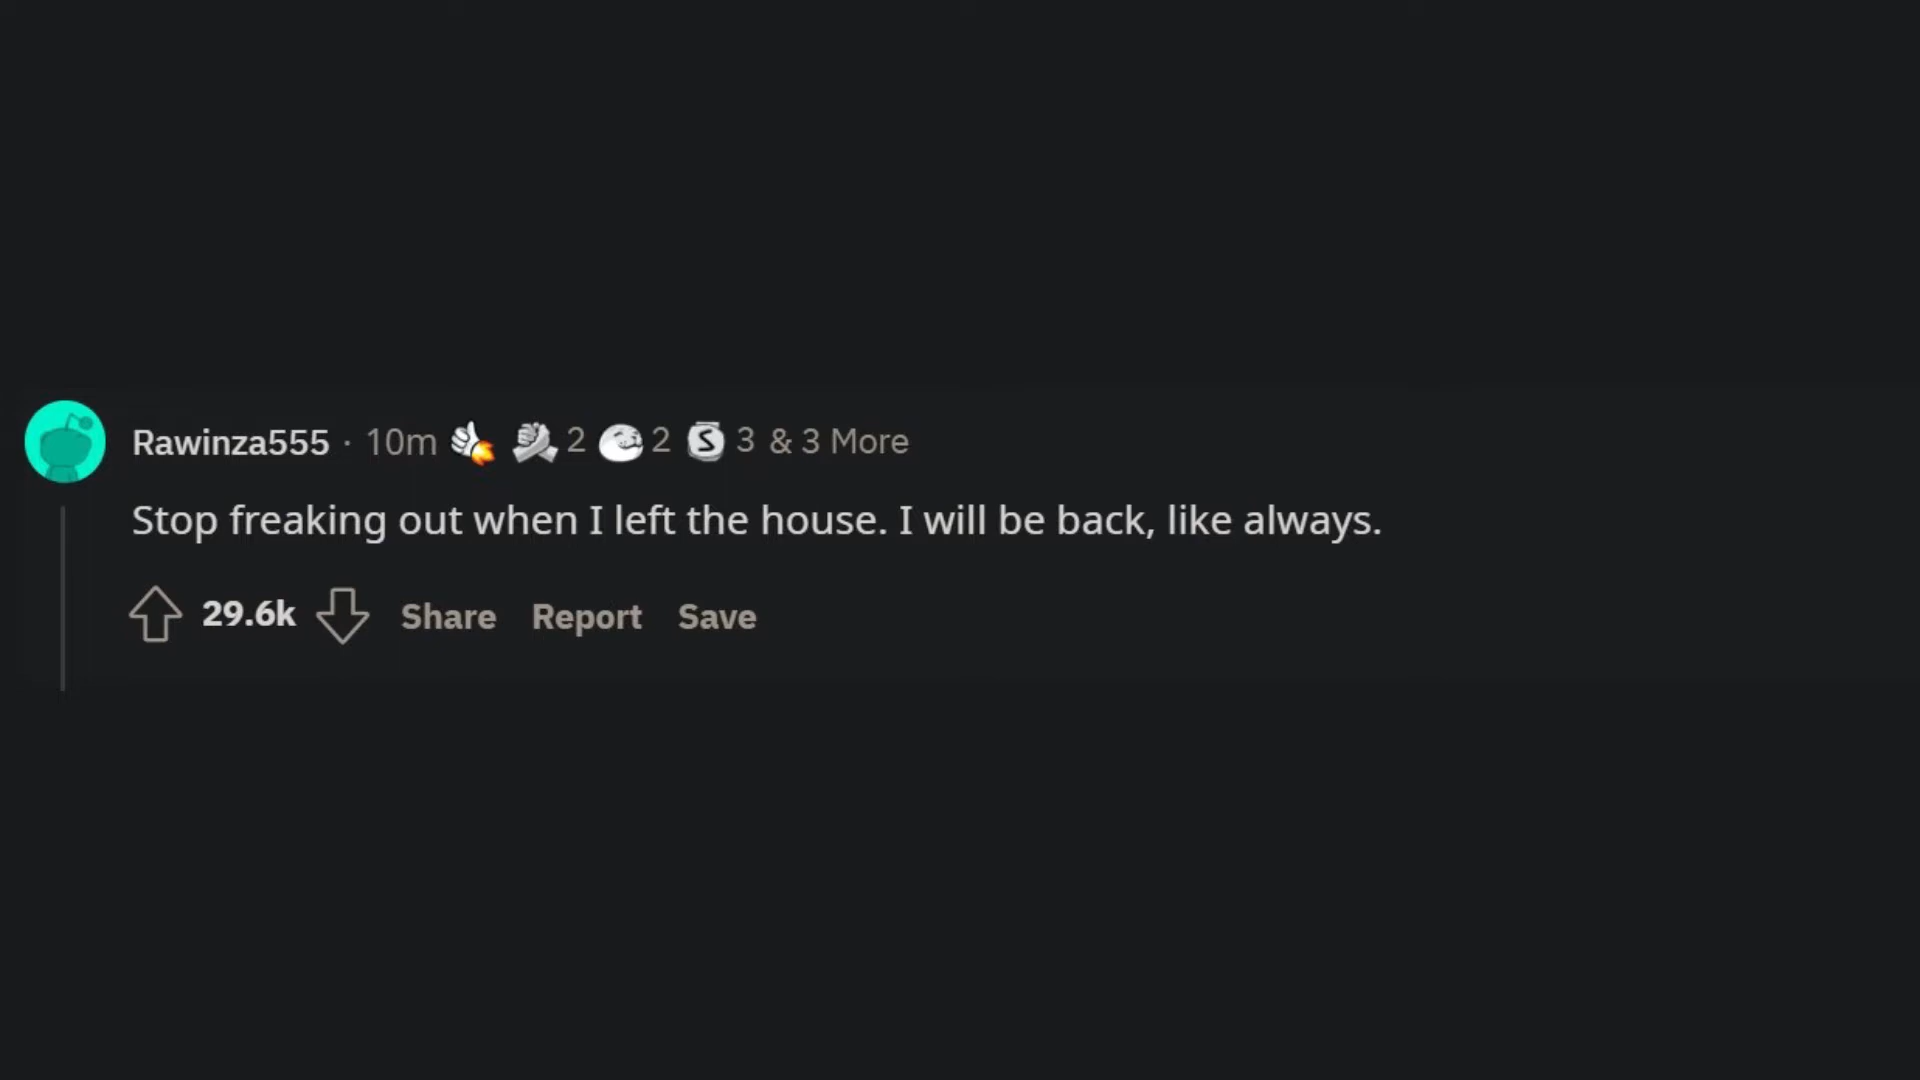 Rawinza555 · 10m 2 2 S 3 & 3 More
Stop freaking out when I left the house. I will be back, like always.
29.6k Share Report Save